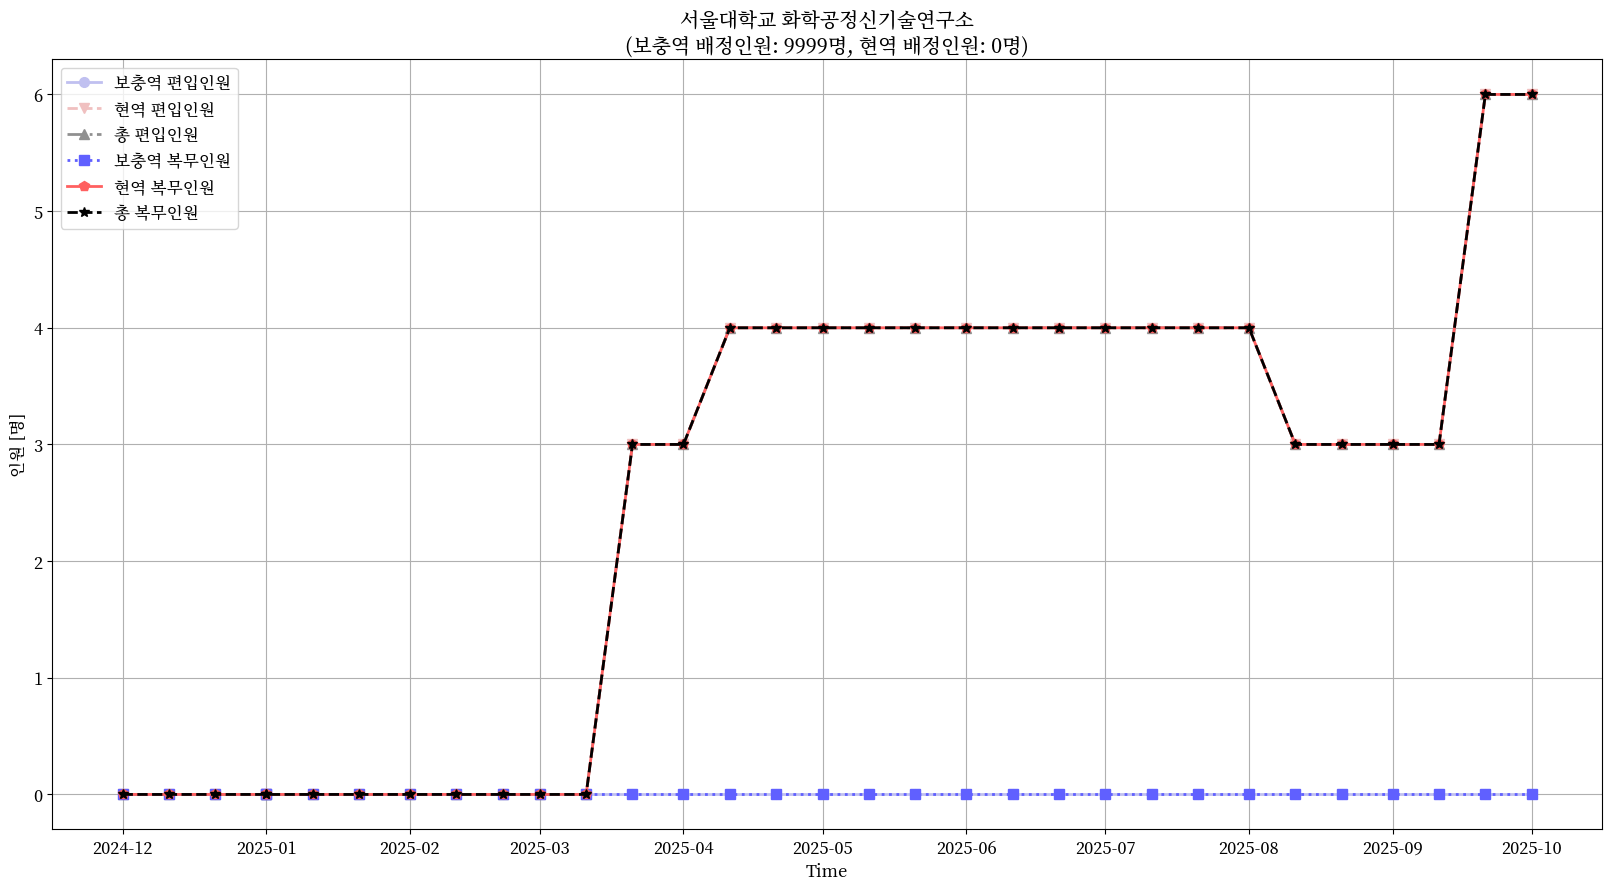 서울대학교 화학공정신기술연구소
(보충역 배정인원: 9999명, 현역 배정인원: 0명)
보충역 편입인원
현역 편입인원
총 편입인원
보충역 복무인원
현역 복무인원
총 복무인원
인원 [명]
6
5
4
3
2
1
0
2024-12
2025-01
2025-02
2025-03
2025-04
2025-05
2025-06
2025-07
2025-08
2025-09
2025-10
Time